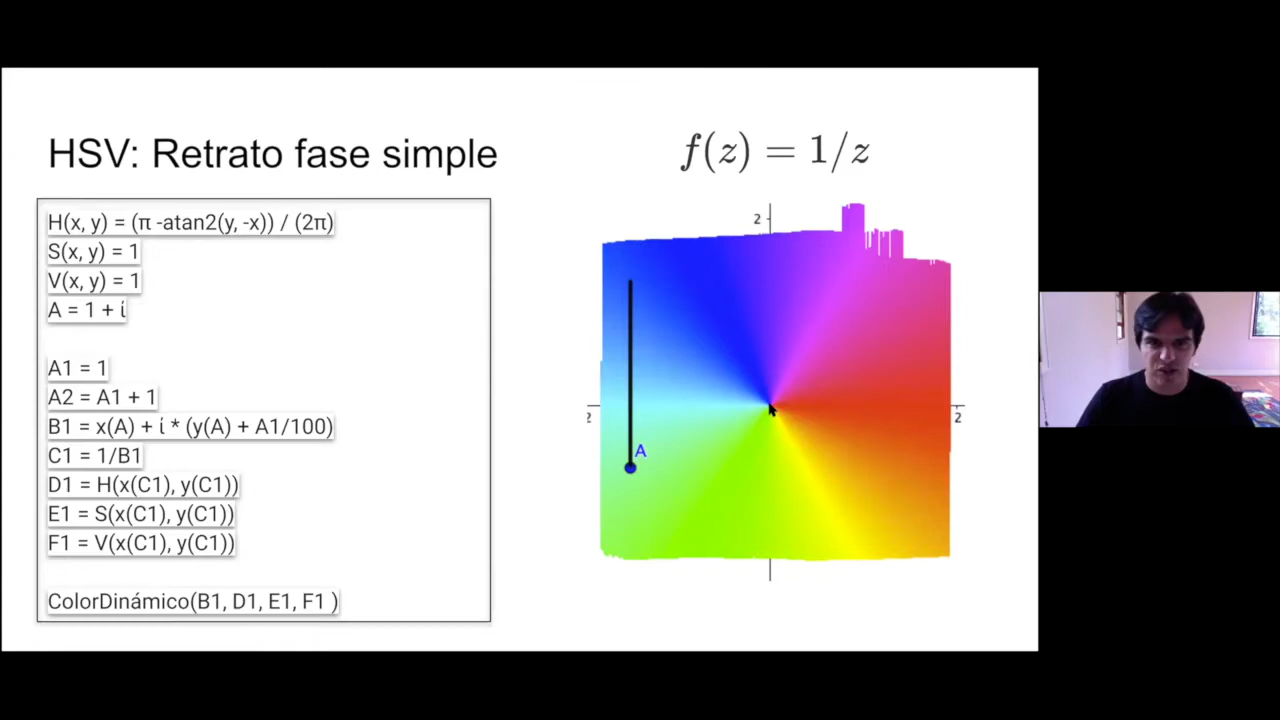 HSV: Retrato fase simple
H(x, y) = (π -atan2(y, -x)) / (2π)
S(x, y) = 1
V(x, y) = 1
A = 1 + ί
A1 = 1
A2 = A1 + 1
B1 = x(A) + ί * (y(A) + A1/100)
C1 = 1/B1
D1 = H(x(C1), y(C1))
E1 = S(x(C1), y(C1))
F1 = V(x(C1), y(C1))
ColorDinámico(B1, D1, E1, F1 )
f(z) = 1/z
2
2
A
2